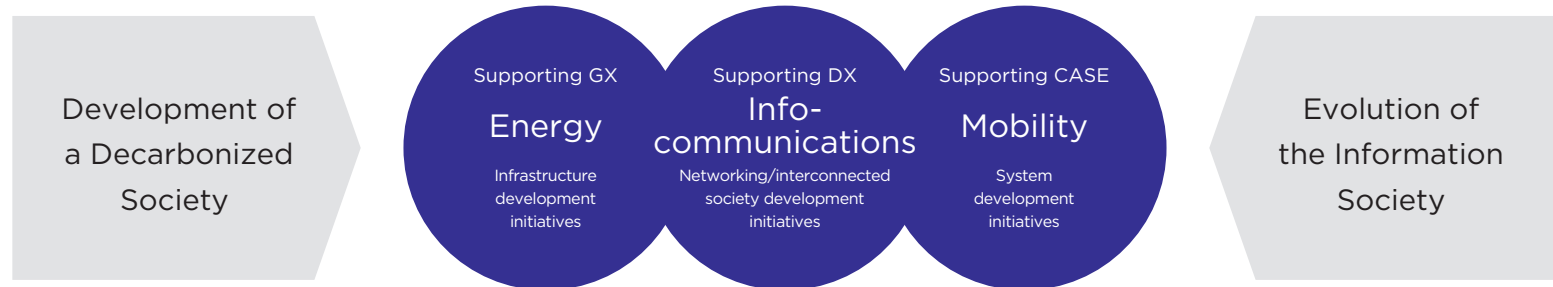 Development of
a Decarbonized
Society
Supporting GX
Energy
Infrastructure
development
initiatives
Supporting DX
Info-
communications
Networking/interconnected
society development
initiatives
Supporting CASE
Mobility
System
development
initiatives
Evolution of
the Information
Society